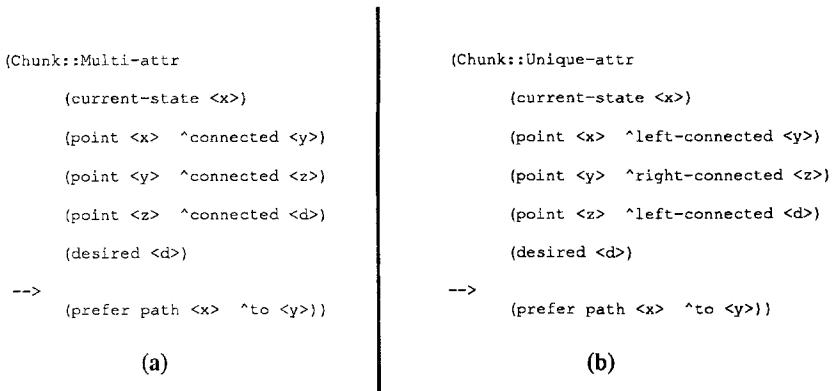 (Chunk::Multi-attr
(current-state <x>)
(point <x> ^connected <y>)
(point <y> ^connected <z>)
(point <z> ^connected <d>)
(desired <d>)
-->
(prefer path <x> ^to <y>))
(a)
(Chunk::Unique-attr
(current-state <x>)
(point <x> ^left-connected <y>)
(point <y> ^right-connected <z>)
(point <z> ^left-connected <d>)
(desired <d>)
-->
(prefer path <x> ^to <y>))
(b)